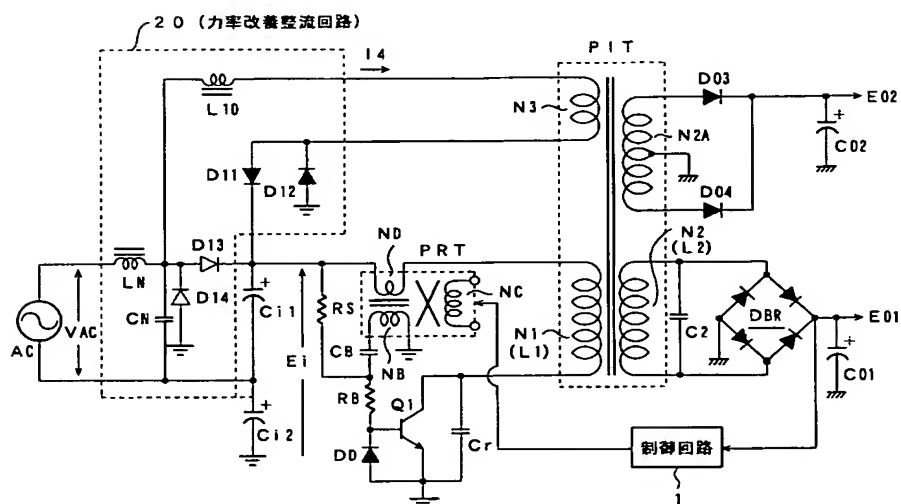 20 (力率改善整流回路)
I4
PIT
L10
N3
D03
E02
N2A
C02
D11
D12
D04
ND
PRT
N2
(L2)
LN
D13
D14
CN
Ci1
RS
NC
VAC
AC
Ei
CB
NB
N1
(L1)
C2
DBR
E01
C01
RB
Q1
Ci2
DD
Cr
制御回路
1